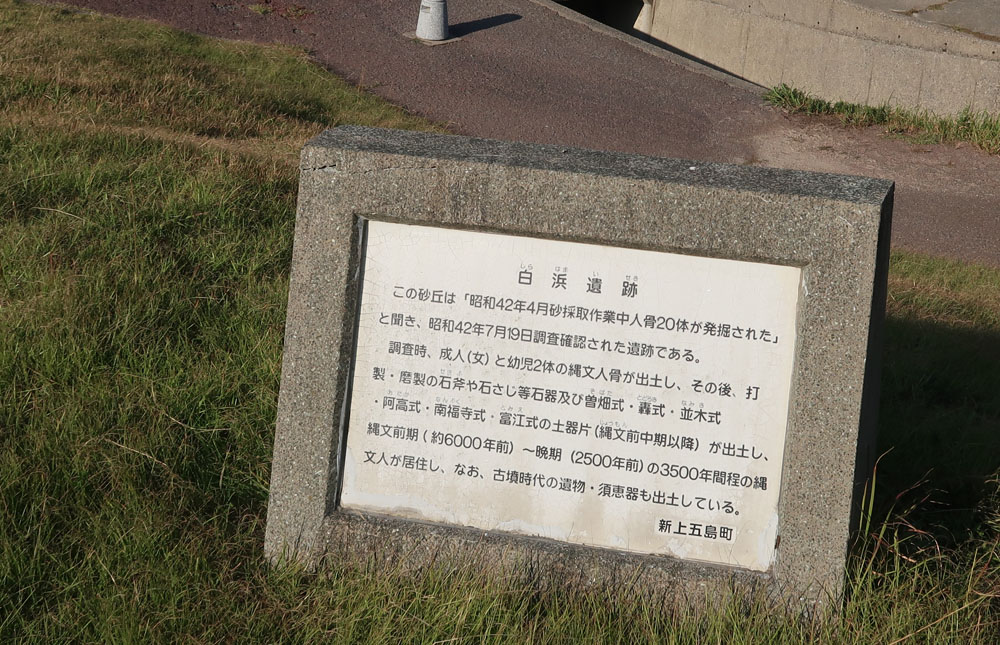 白浜遺跡
この砂丘は「昭和42年4月砂採取作業中人骨20体が発掘された」
と聞き、昭和42年7月19日調査確認された遺跡である。
調査時、成人(女)と幼児2体の縄文人骨が出土し、その後、打
製・磨製の石斧や石さじ等石器及び曽畑式・轟式・並木式
・阿高式・南福寺式・富江式の土器片(縄文前中期以降)が出土し、
縄文前期(約6000年前)〜晩期(2500年前)の3500年間程の縄
文人が居住し、なお、古墳時代の遺物・須恵器も出土している。
新上五島町